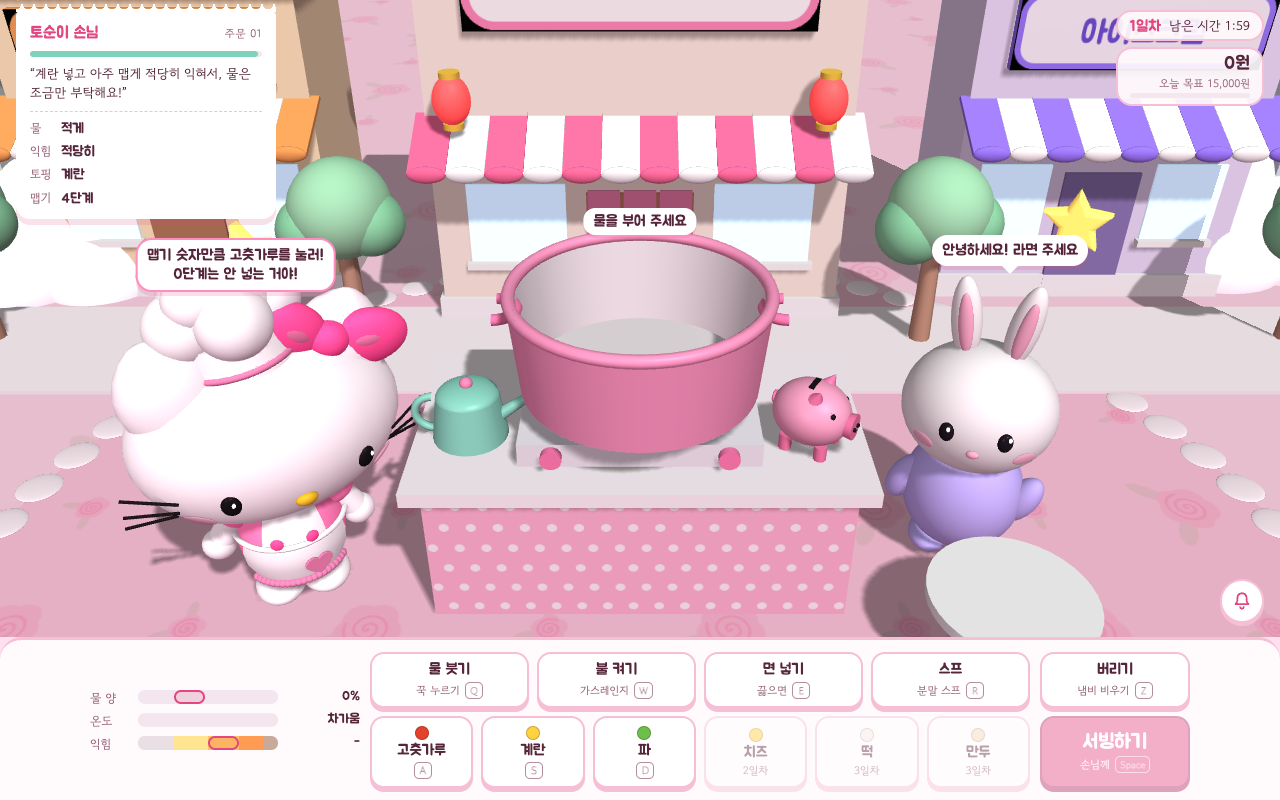 토순이 손님
주문 01
“계란 넣고 아주 맵게 적당히 익혀서, 물은
조금만 부탁해요!”
물 적게
익힘 적당히
토핑 계란
맵기 4단계
1일차 남은 시간 1:59
0원
오늘 목표 15,000원
물을 부어 주세요
맵기 숫자만큼 고춧가루를 눌러!
0단계는 안 넣는 거야!
안녕하세요! 라면 주세요
물 양 0%
온도 차가움
익힘 -
물 붓기
꾹 누르기 Q
불 켜기
가스레인지 W
면 넣기
끓으면 E
스프
분말 스프 R
버리기
냄비 비우기 Z
고춧가루
A
계란
S
파
D
치즈
2일차
떡
3일차
만두
3일차
서빙하기
손님께 Space